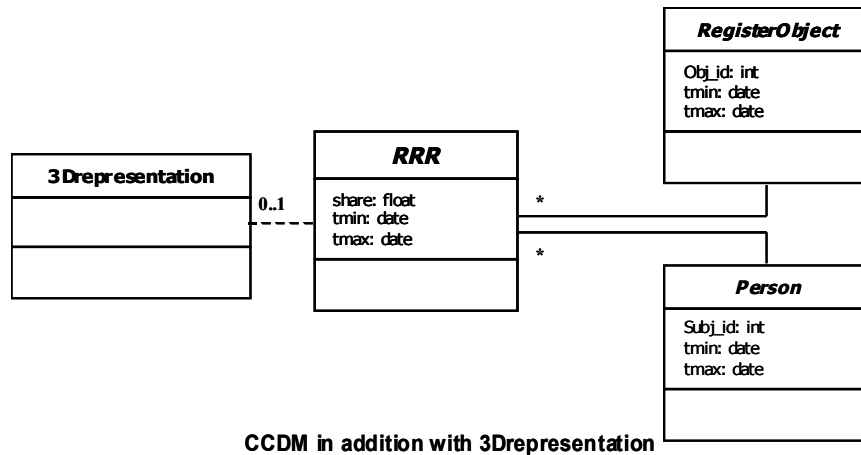 RegisterObject
Obj_id: int
tmin: date
tmax: date
3Drepresentation
0..1
RRR
share: float
tmin: date
tmax: date
*
*
Person
Subj_id: int
tmin: date
tmax: date
CCDM in addition with 3Drepresentation